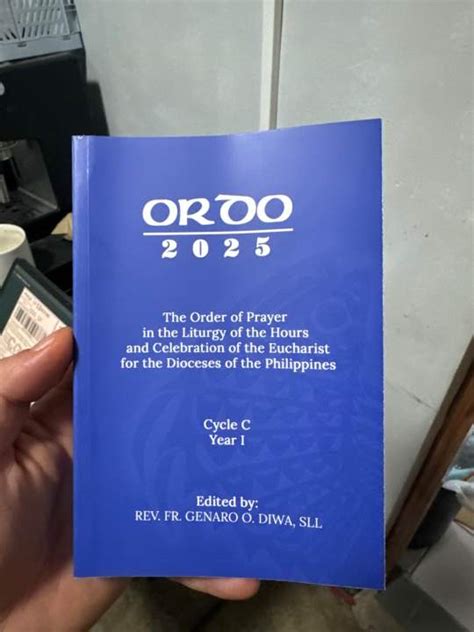 ORDO
2025
The Order of Prayer
in the Liturgy of the Hours
and Celebration of the Eucharist
for the Dioceses of the Philippines
Cycle C
Year I
Edited by:
REV. FR. GENARO O. DIWA, SLL